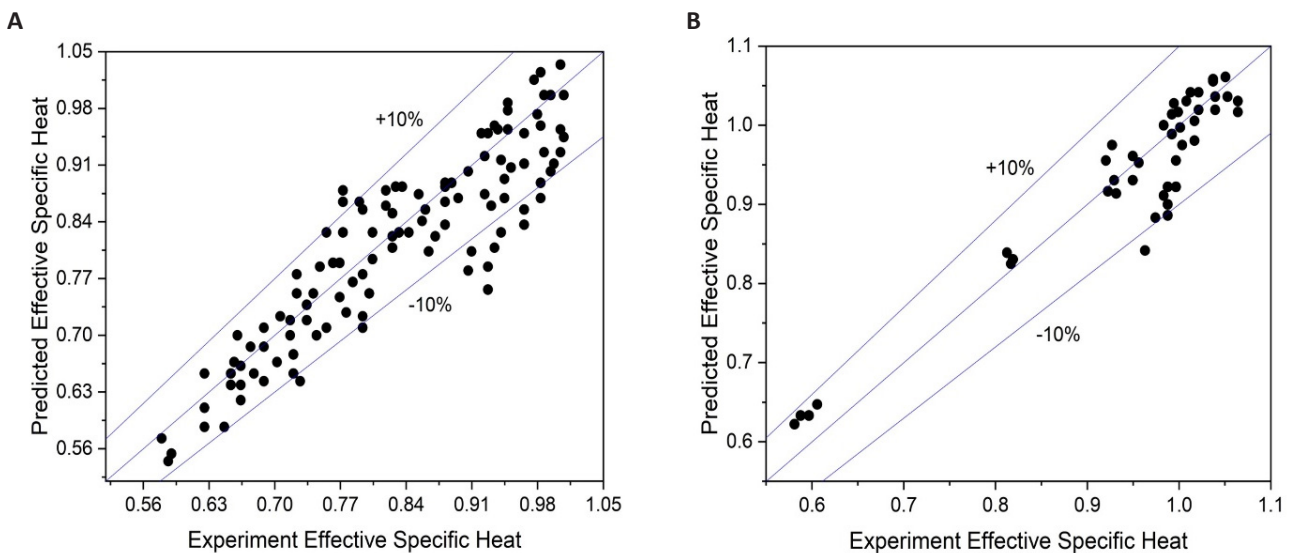 A
Predicted Effective Specific Heat
1.05
0.98
0.91
0.84
0.77
0.70
0.63
0.56
+10%
-10%
0.56 0.63 0.70 0.77 0.84 0.91 0.98 1.05
Experiment Effective Specific Heat
B
Predicted Effective Specific Heat
1.1
1.0
0.9
0.8
0.7
0.6
+10%
-10%
0.6 0.7 0.8 0.9 1.0 1.1
Experiment Effective Specific Heat